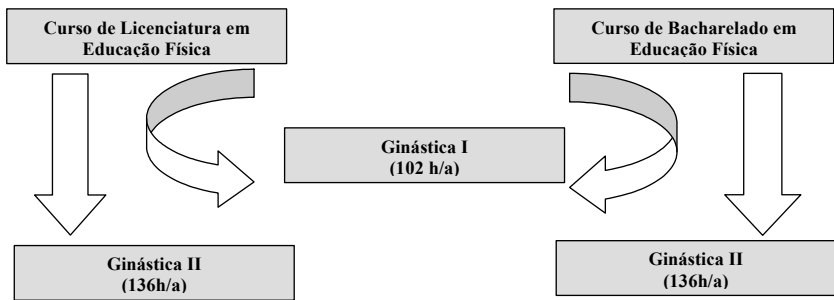 Curso de Licenciatura em
Educação Física
Curso de Bacharelado em
Educação Física
Ginástica I
(102 h/a)
Ginástica II
(136h/a)
Ginástica II
(136h/a)